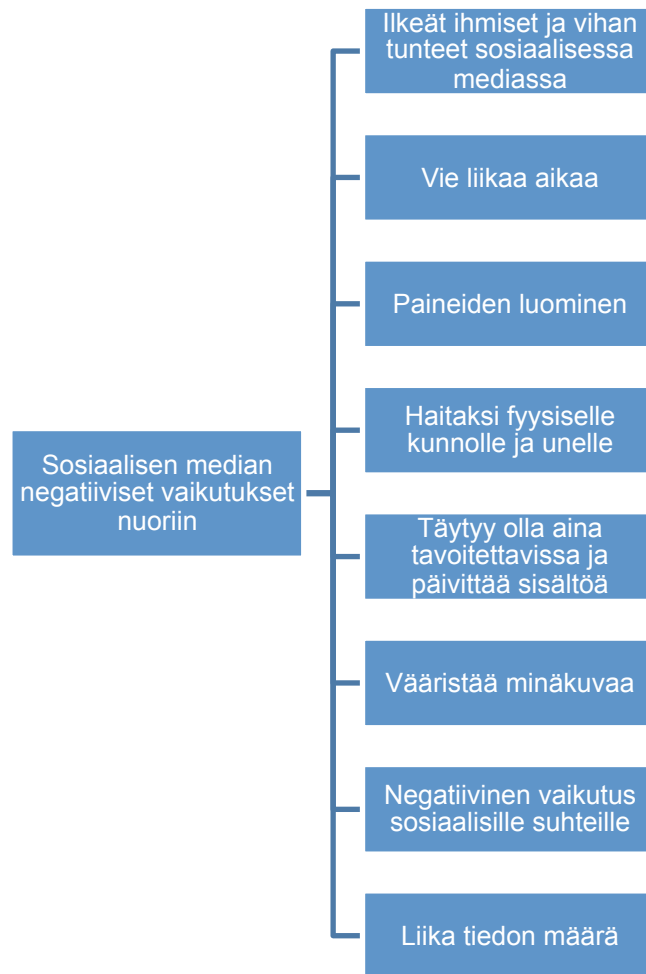 Ilkeät ihmiset ja vihan
tunteet sosiaalisessa
mediassa
Vie liikaa aikaa
Paineiden luominen
Haitaksi fyysiselle
kunnolle ja unelle
Sosiaalisen median
negatiiviset vaikutukset
nuoriin
Täytyy olla aina
tavoitettavissa ja
päivittää sisältöä
Vääristää minäkuvaa
Negatiivinen vaikutus
sosiaalisille suhteille
Liika tiedon määrä